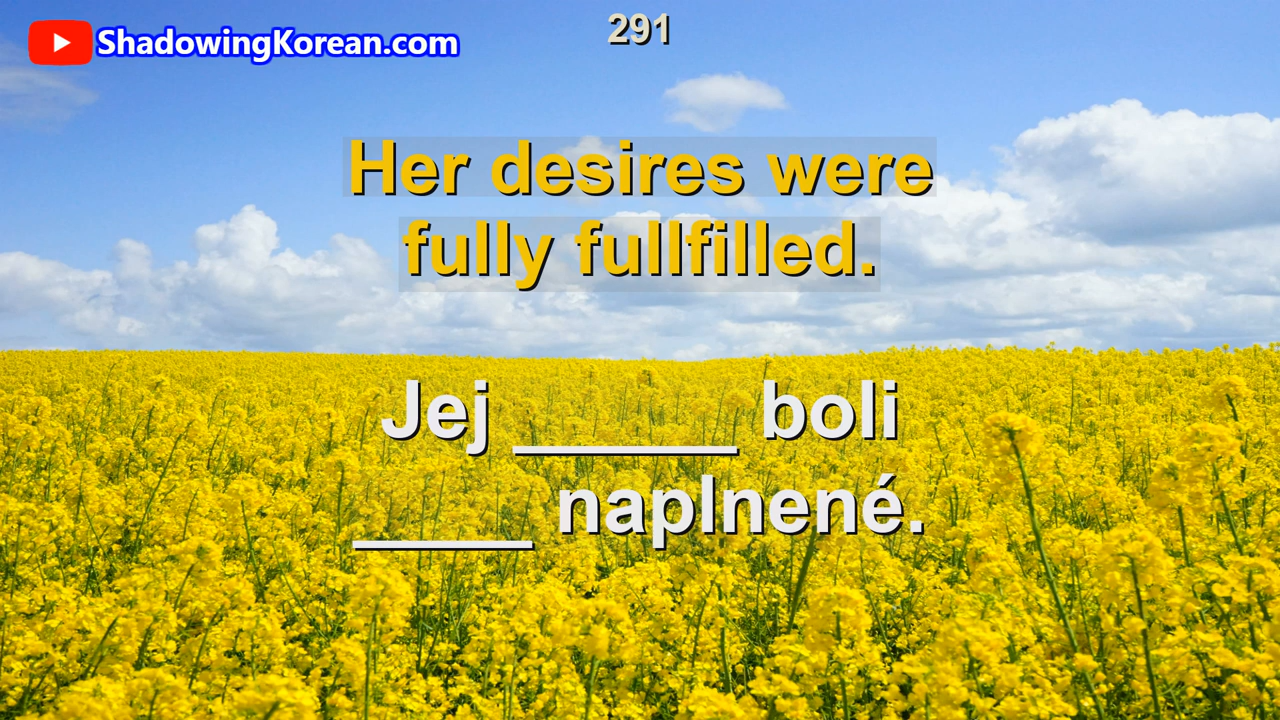 ShadowingKorean.com
291
Her desires were
fully fullfilled.
Jej ______ boli
_____ naplnené.